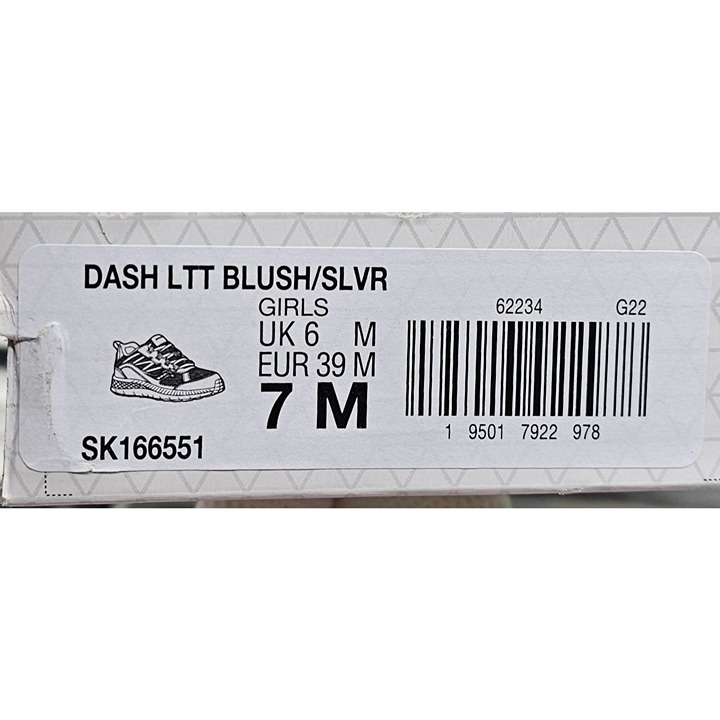 DASH LTT BLUSH/SLVR
GIRLS
UK 6 M
EUR 39 M
7 M
SK166551
62234 G22
1 9501 7922 978